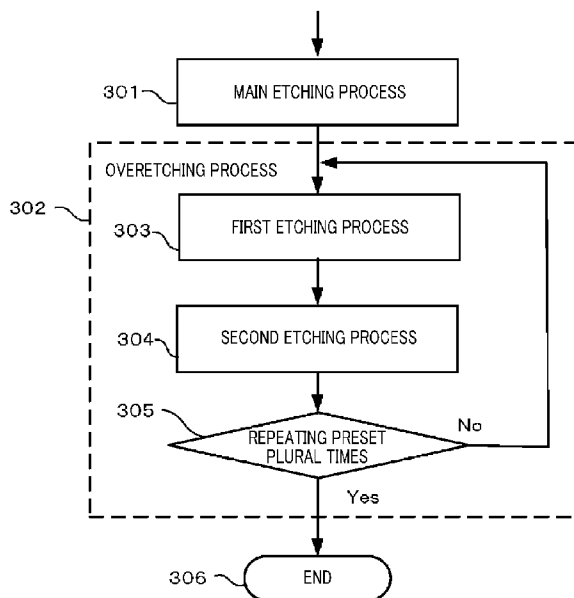 301
MAIN ETCHING PROCESS
302
OVERETCHING PROCESS
303
FIRST ETCHING PROCESS
304
SECOND ETCHING PROCESS
305
REPEATING PRESET
PLURAL TIMES
No
Yes
306
END